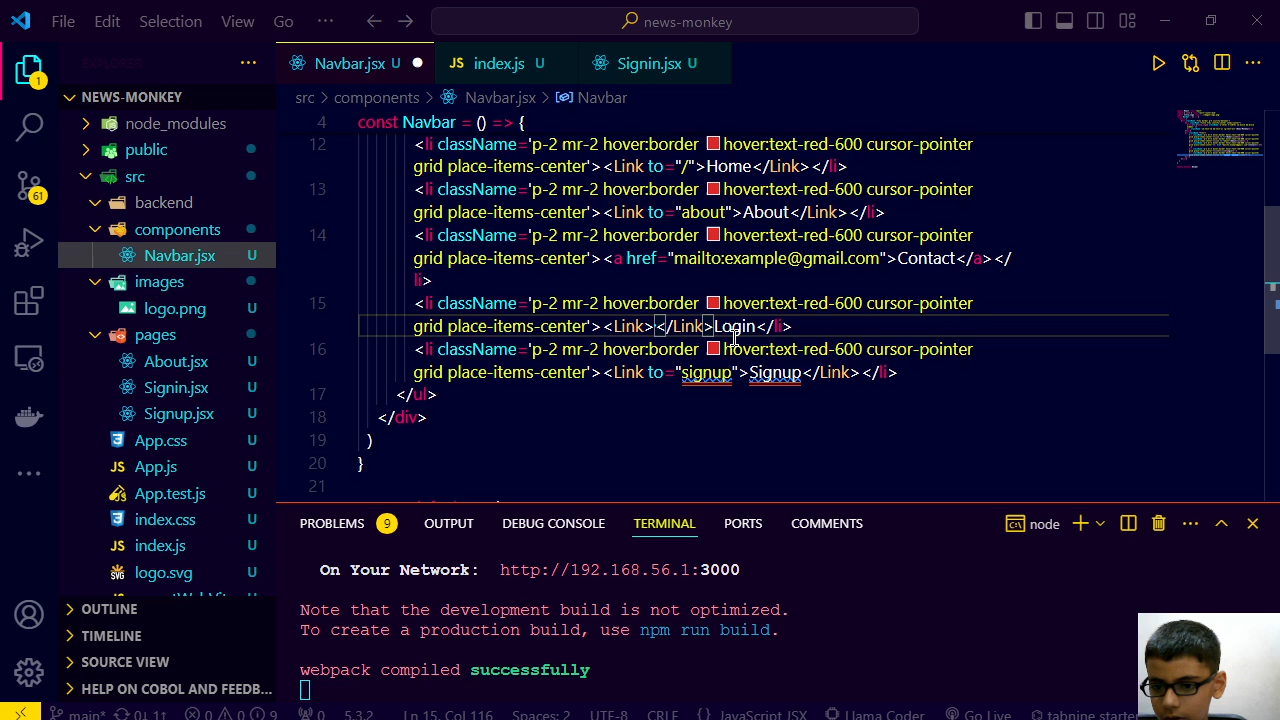 File Edit Selection View Go ··· news-monkey
EXPLORER ···
NEWS-MONKEY
node_modules
public
src
backend
components
Navbar.jsx U
images
logo.png U
pages
About.jsx U
Signin.jsx U
Signup.jsx U
App.css U
App.js U
App.test.js U
index.css U
index.js U
logo.svg U
OUTLINE
TIMELINE
SOURCE VIEW
HELP ON COBOL AND FEEDB...
1
61
Navbar.jsx U index.js U Signin.jsx U
src > components > Navbar.jsx > Navbar
4 const Navbar = () => {
12 <li className='p-2 mr-2 hover:border hover:text-red-600 cursor-pointer
grid place-items-center'><Link to="/">Home</Link></li>
13 <li className='p-2 mr-2 hover:border hover:text-red-600 cursor-pointer
grid place-items-center'><Link to="about">About</Link></li>
14 <li className='p-2 mr-2 hover:border hover:text-red-600 cursor-pointer
grid place-items-center'><a href="mailto:example@gmail.com">Contact</a></
li>
15 <li className='p-2 mr-2 hover:border hover:text-red-600 cursor-pointer
grid place-items-center'><Link></Link>Login</li>
16 <li className='p-2 mr-2 hover:border hover:text-red-600 cursor-pointer
grid place-items-center'><Link to="signup">Signup</Link></li>
17 </ul>
18 </div>
19 )
20 }
21
PROBLEMS 9 OUTPUT DEBUG CONSOLE TERMINAL PORTS COMMENTS node
On Your Network: http://192.168.56.1:3000
Note that the development build is not optimized.
To create a production build, use npm run build.
webpack compiled successfully
main* 0↓ 1↑ 0 0 9 0 5.3.2 Ln 15, Col 116 Spaces: 2 UTF-8 CRLF JavaScript JSX Llama Coder Go Live tabnine starter